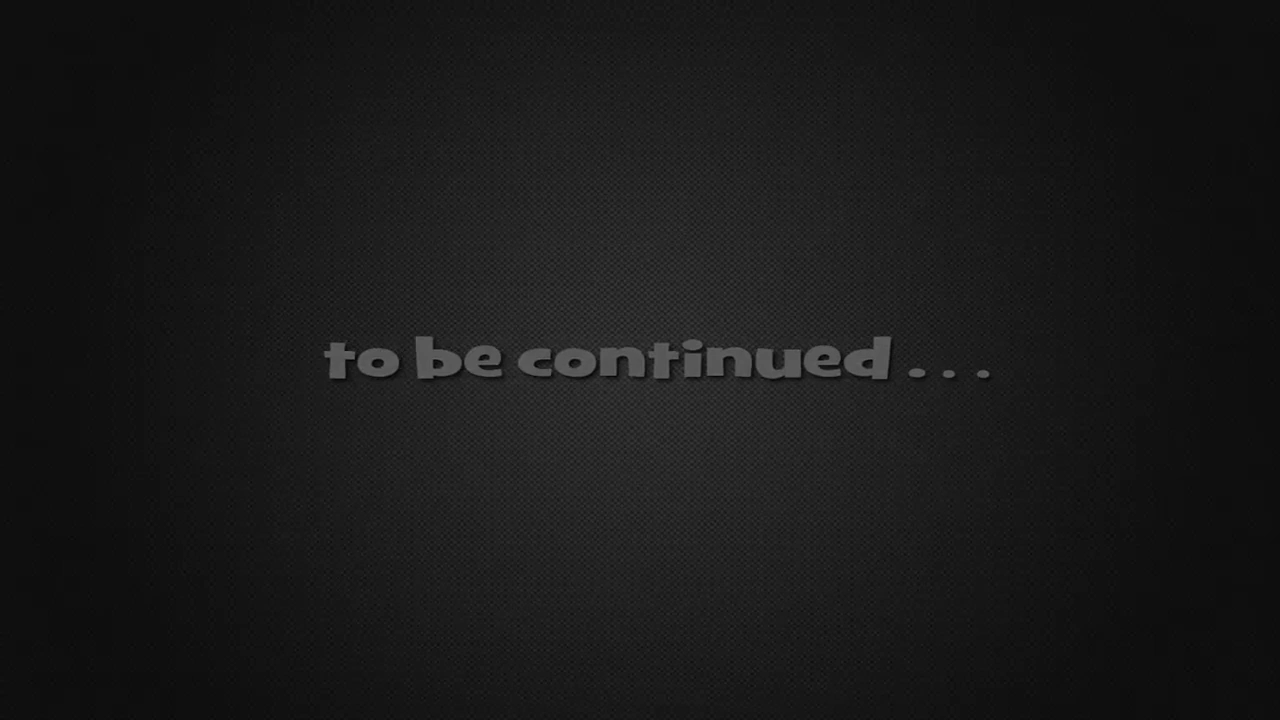 to be continued . . .